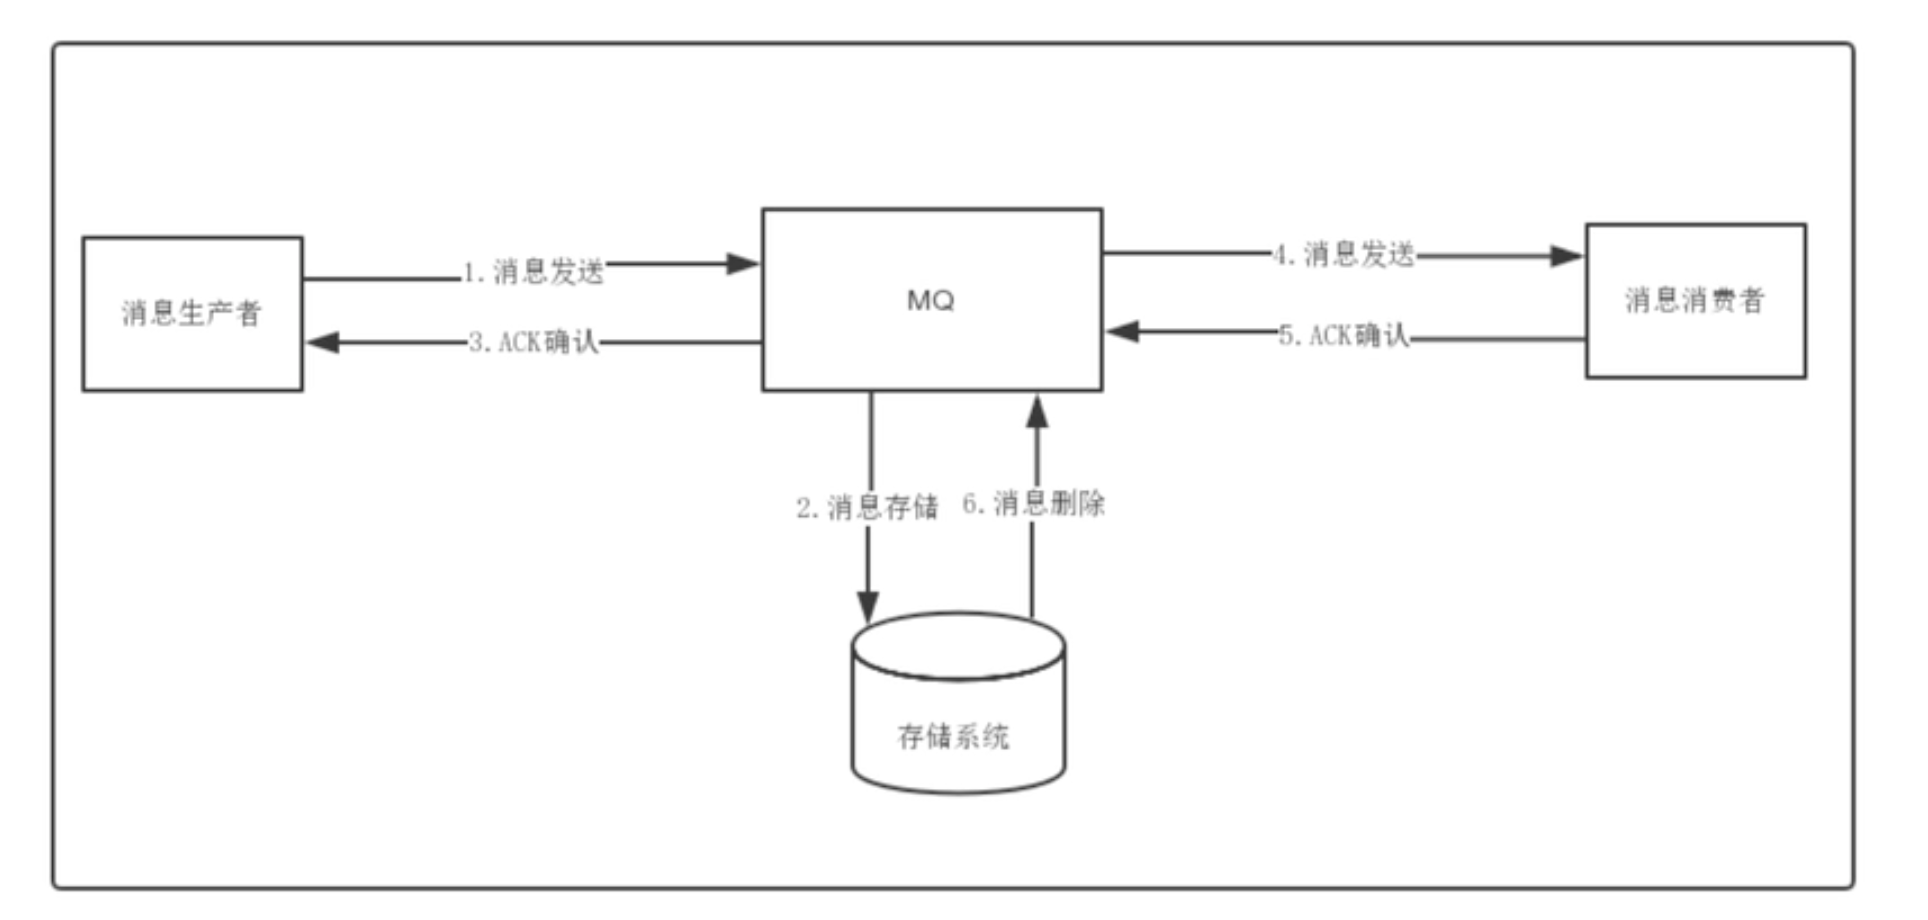 消息生产者
1.消息发送
3.ACK确认
MQ
4.消息发送
5.ACK确认
消息消费者
2.消息存储
6.消息删除
存储系统